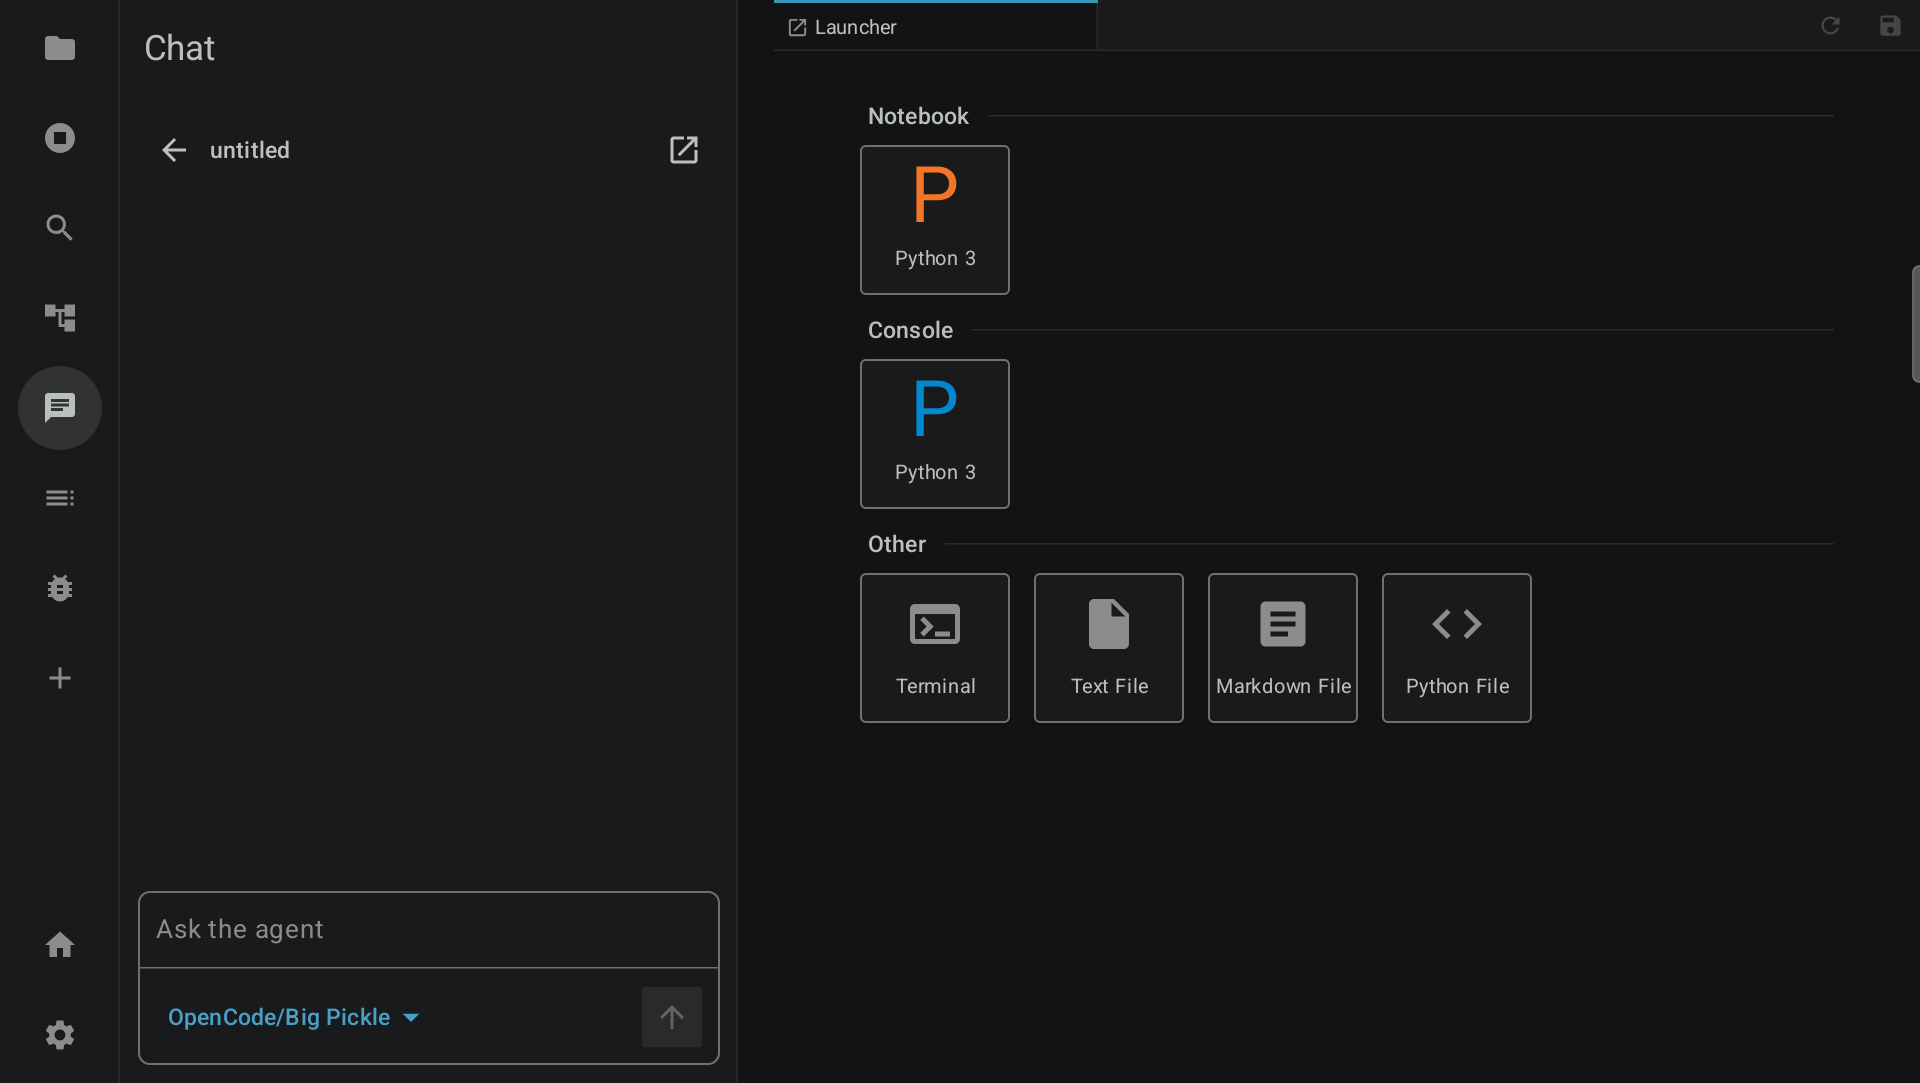 Chat
untitled
Ask the agent
OpenCode/Big Pickle
Launcher
Notebook
P
Python 3
Console
P
Python 3
Other
Terminal
Text File
Markdown File
Python File